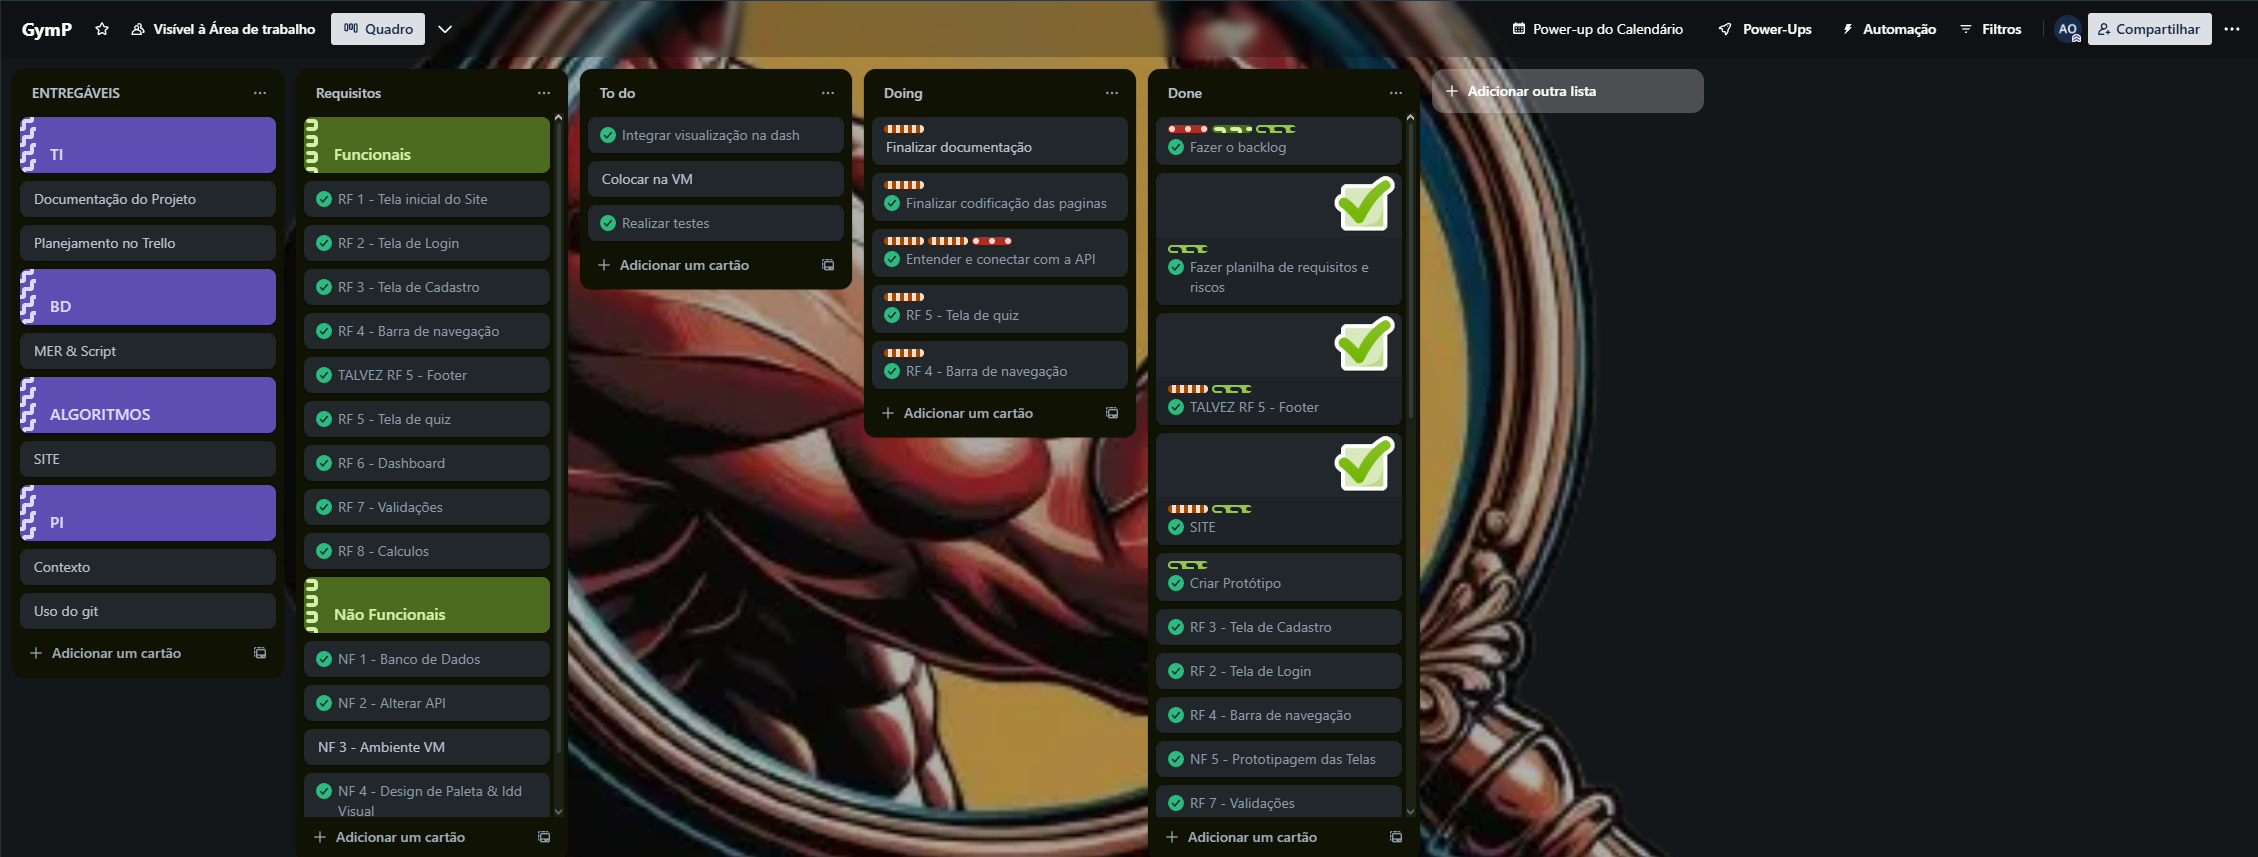 GymP
Visível à Área de trabalho
Quadro
Power-up do Calendário
Power-Ups
Automação
Filtros
AO
Compartilhar
ENTREGÁVEIS
TI
Documentação do Projeto
Planejamento no Trello
BD
MER & Script
ALGORITMOS
SITE
PI
Contexto
Uso do git
Adicionar um cartão
Requisitos
Funcionais
RF 1 - Tela inicial do Site
RF 2 - Tela de Login
RF 3 - Tela de Cadastro
RF 4 - Barra de navegação
TALVEZ RF 5 - Footer
RF 5 - Tela de quiz
RF 6 - Dashboard
RF 7 - Validações
RF 8 - Calculos
Não Funcionais
NF 1 - Banco de Dados
NF 2 - Alterar API
NF 3 - Ambiente VM
NF 4 - Design de Paleta & Idd
Visual
Adicionar um cartão
To do
Integrar visualização na dash
Colocar na VM
Realizar testes
Adicionar um cartão
Doing
Finalizar documentação
Finalizar codificação das paginas
Entender e conectar com a API
RF 5 - Tela de quiz
RF 4 - Barra de navegação
Adicionar um cartão
Done
Fazer o backlog
Fazer planilha de requisitos e
riscos
TALVEZ RF 5 - Footer
SITE
Criar Protótipo
RF 3 - Tela de Cadastro
RF 2 - Tela de Login
RF 4 - Barra de navegação
NF 5 - Prototipagem das Telas
RF 7 - Validações
Adicionar um cartão
Adicionar outra lista